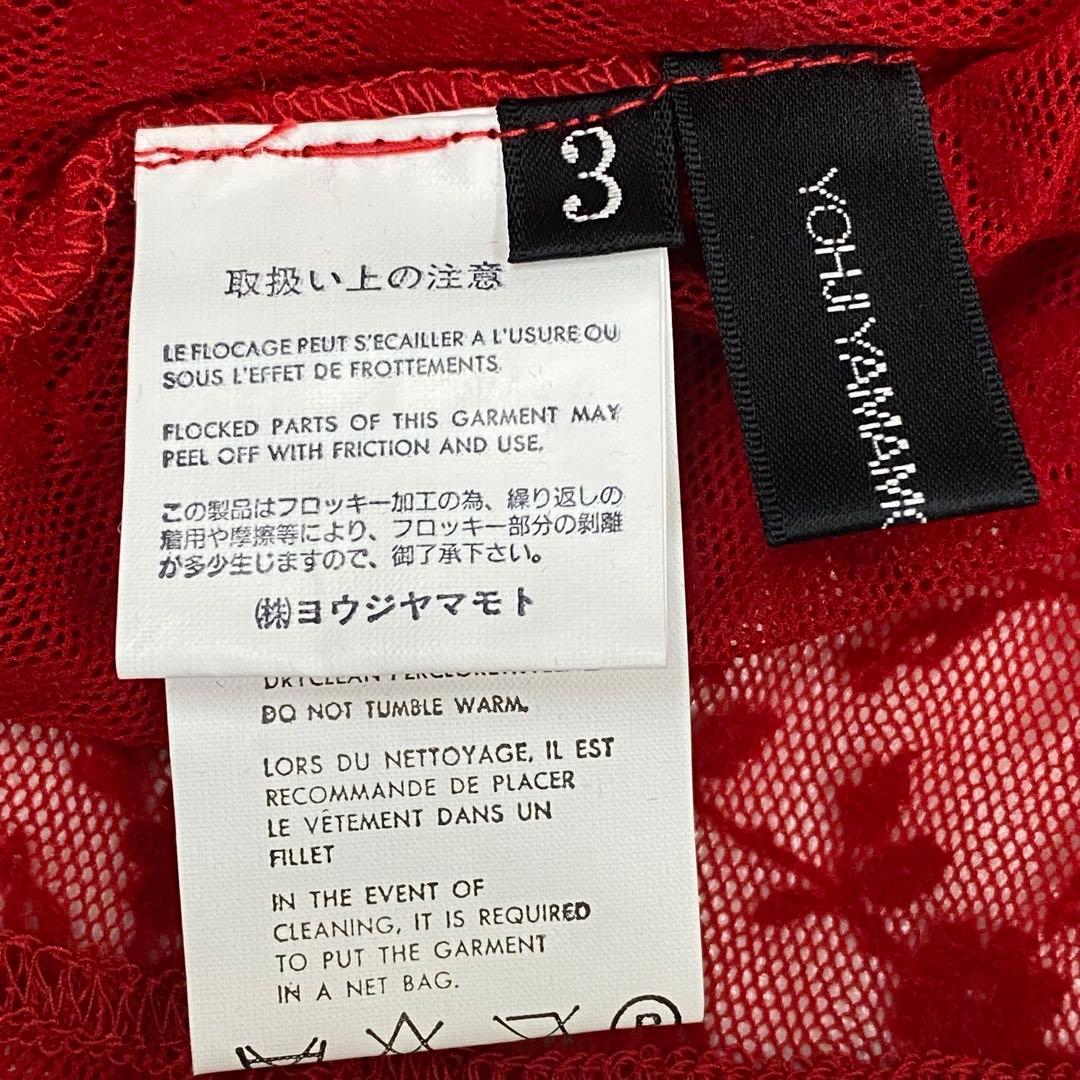 3
YOHJI YAMAMO
取扱い上の注意
LE FLOCAGE PEUT S'ECAILLER A L'USURE OU
SOUS L'EFFET DE FROTTEMENTS.
FLOCKED PARTS OF THIS GARMENT MAY
PEEL OFF WITH FRICTION AND USE.
この製品はフロッキー加工の為、繰り返しの
着用や摩擦等により、フロッキー部分の剥離
が多少生じますので、御了承下さい。
㈱ヨウジヤマモト
DRYCLEAN
DO NOT TUMBLE WARM.
LORS DU NETTOYAGE, IL EST
RECOMMANDE DE PLACER
LE VÊTEMENT DANS UN
FILLET
IN THE EVENT OF
CLEANING, IT IS REQUIRED
TO PUT THE GARMENT
IN A NET BAG.